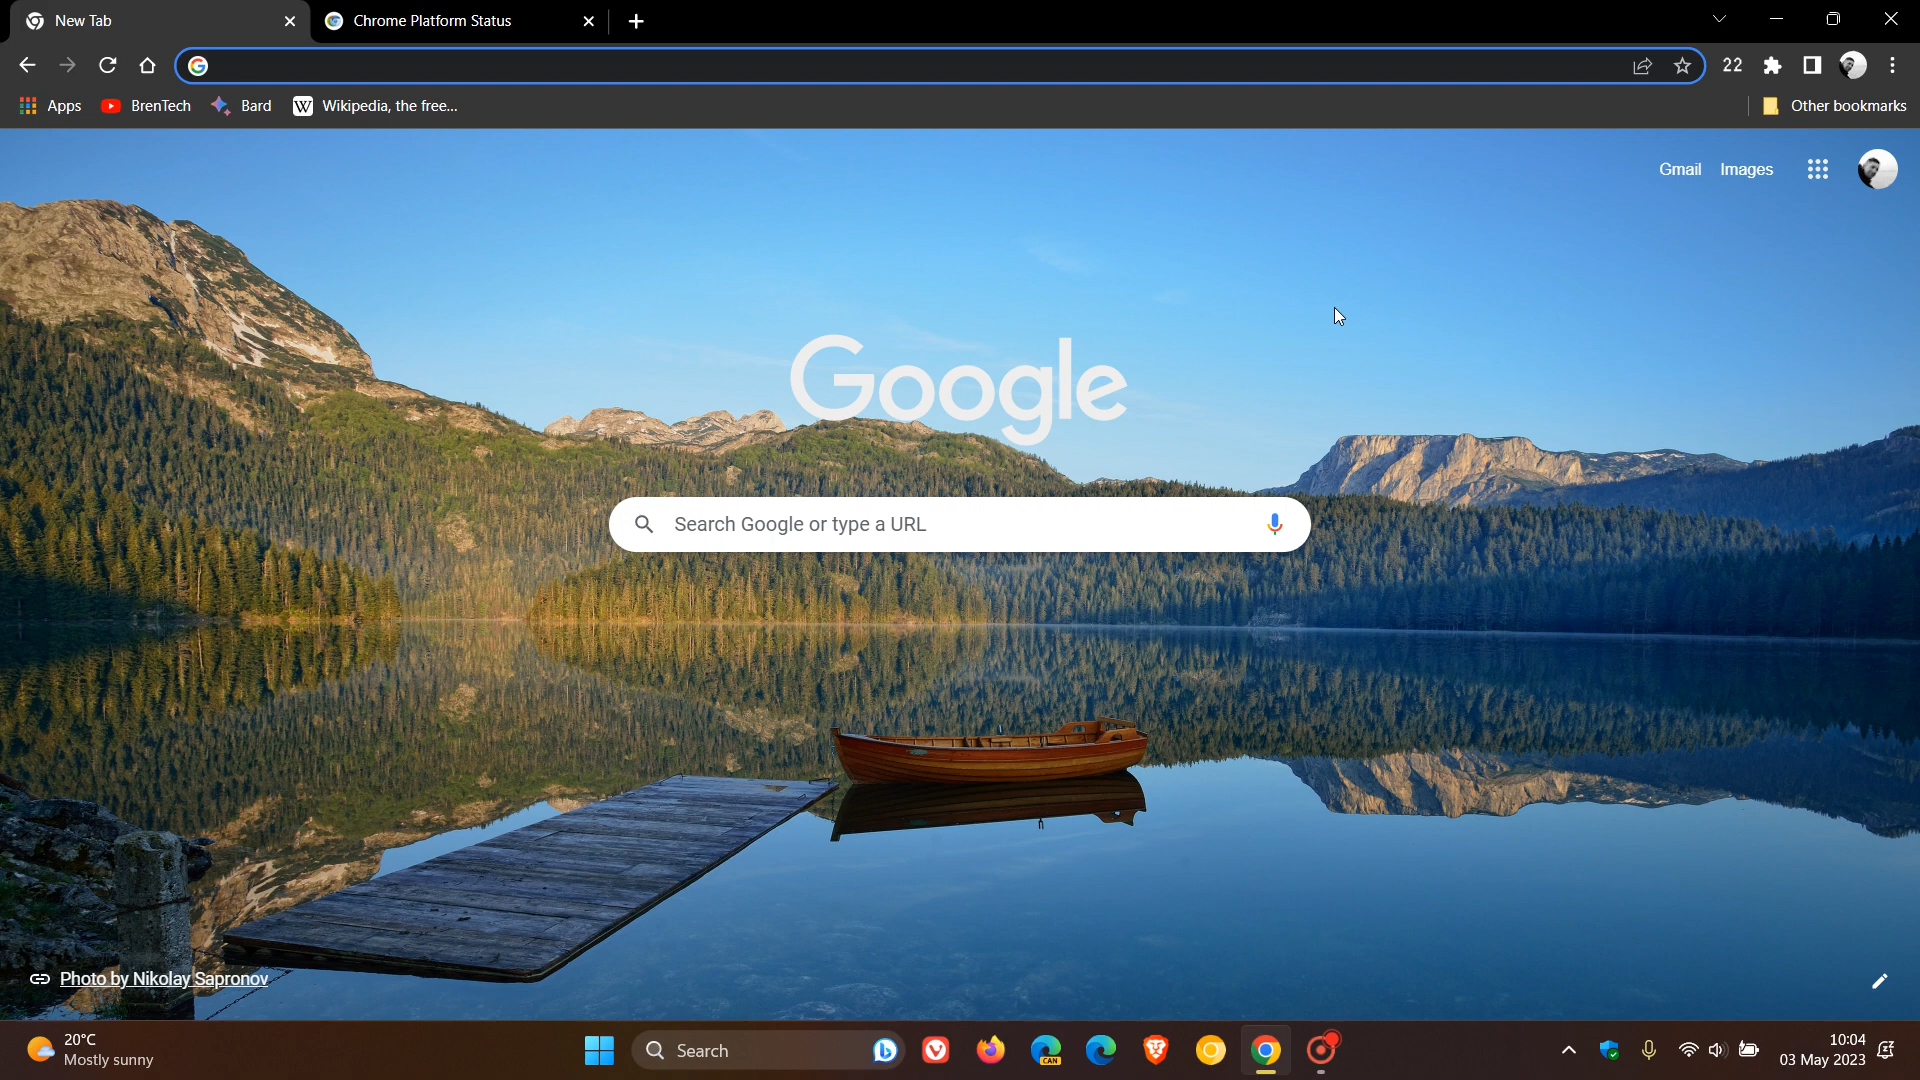 New Tab
Chrome Platform Status
22
Apps
BrenTech
Bard
W Wikipedia, the free...
Other bookmarks
Gmail
Images
Google
Search Google or type a URL
Photo by Nikolay Sapronov
20°C
Mostly sunny
Search
CAN
10:04
03 May 2023